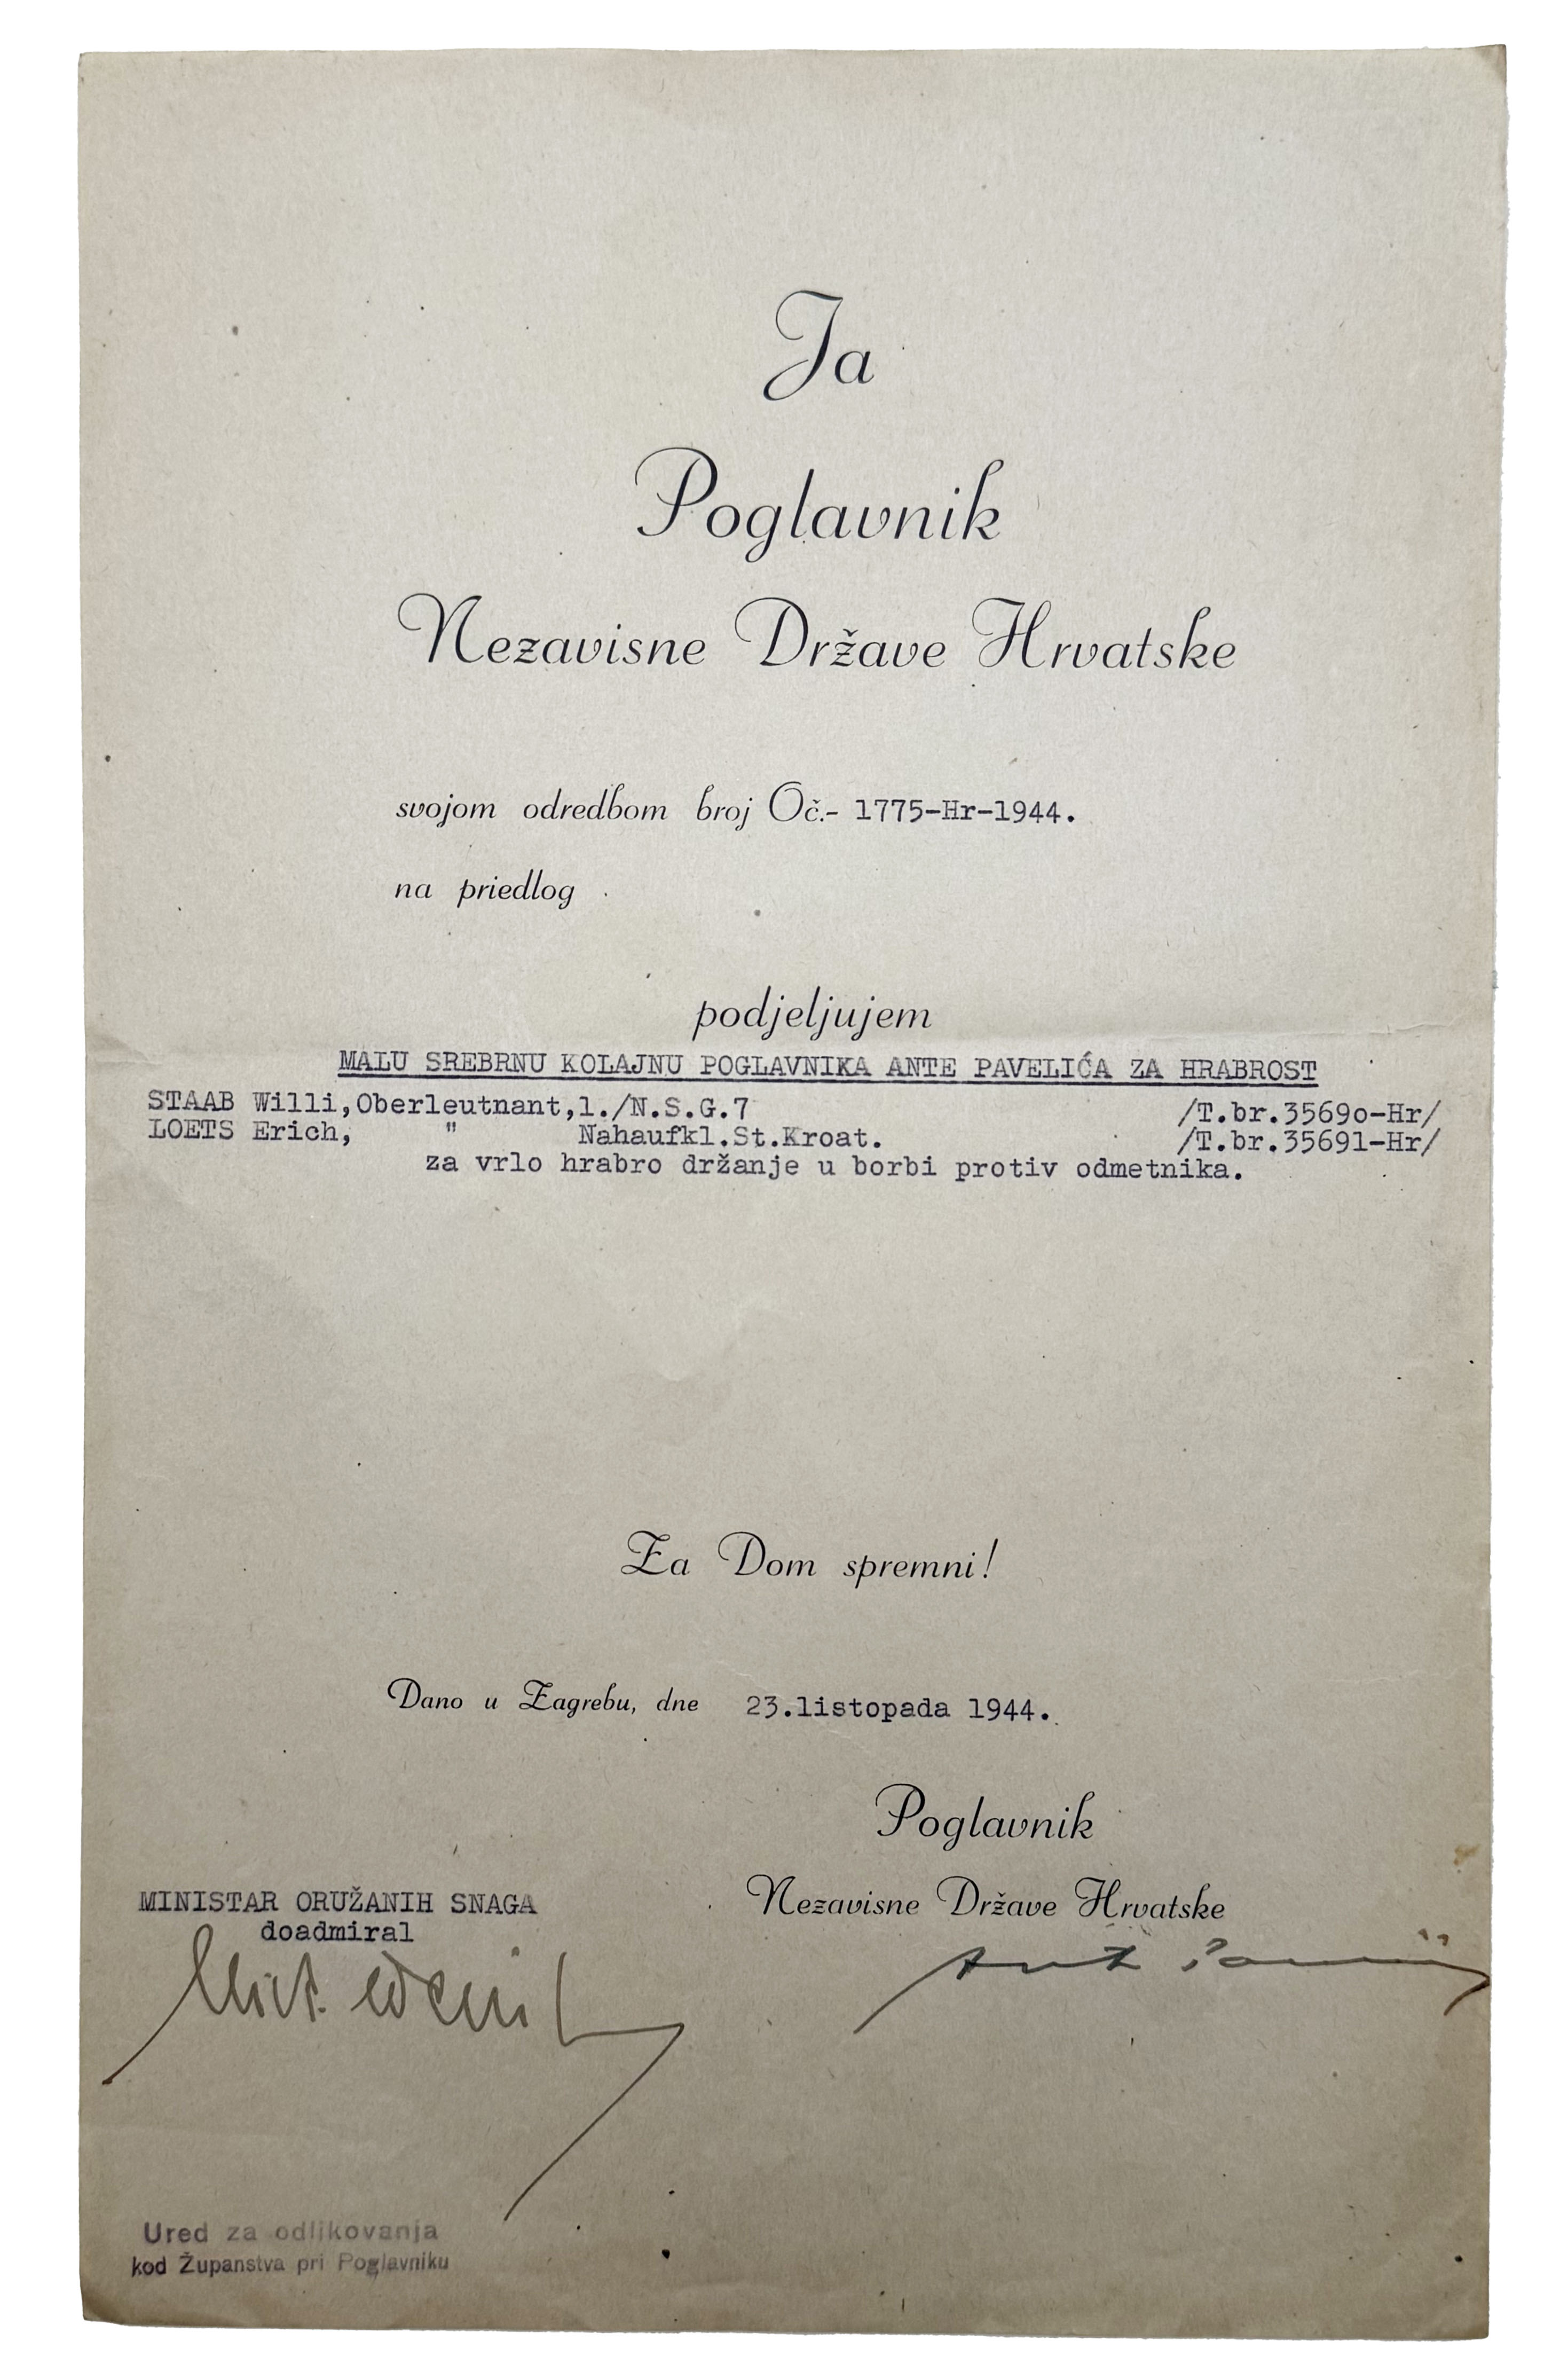 Ja
Poglavnik
Nezavisne Države Hrvatske
svojom odredbom broj Oč.- 1775-Hr-1944.
na priedlog
podjeljujem
MALU SREBRNU KOLAJNU POGLAVNIKA ANTE PAVELIĆA ZA HRABROST
STAAB Willi,Oberleutnant,1./N.S.G.7 /T.br.3569o-Hr/
LOETS Erich, " Nahaufkl.St.Kroat. /T.br.35691-Hr/
za vrlo hrabro držanje u borbi protiv odmetnika.
Za Dom spremni!
Dano u Zagrebu, dne 23.listopada 1944.
Poglavnik
Nezavisne Države Hrvatske
MINISTAR ORUŽANIH SNAGA
doadmiral
Ured za odlikovanja
kod Županstva pri Poglavniku